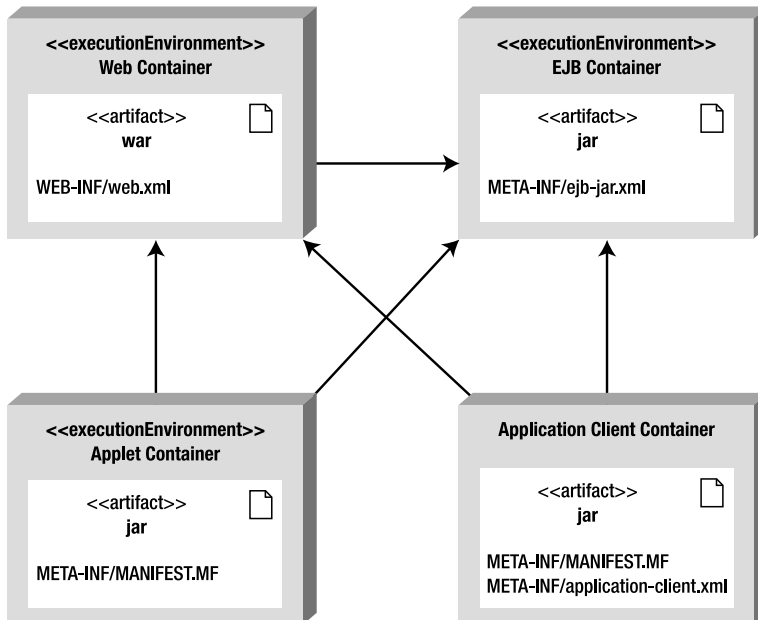 <<executionEnvironment>>
Web Container
<<artifact>>
war
WEB-INF/web.xml
<<executionEnvironment>>
EJB Container
<<artifact>>
jar
META-INF/ejb-jar.xml
<<executionEnvironment>>
Applet Container
<<artifact>>
jar
META-INF/MANIFEST.MF
Application Client Container
<<artifact>>
jar
META-INF/MANIFEST.MF
META-INF/application-client.xml